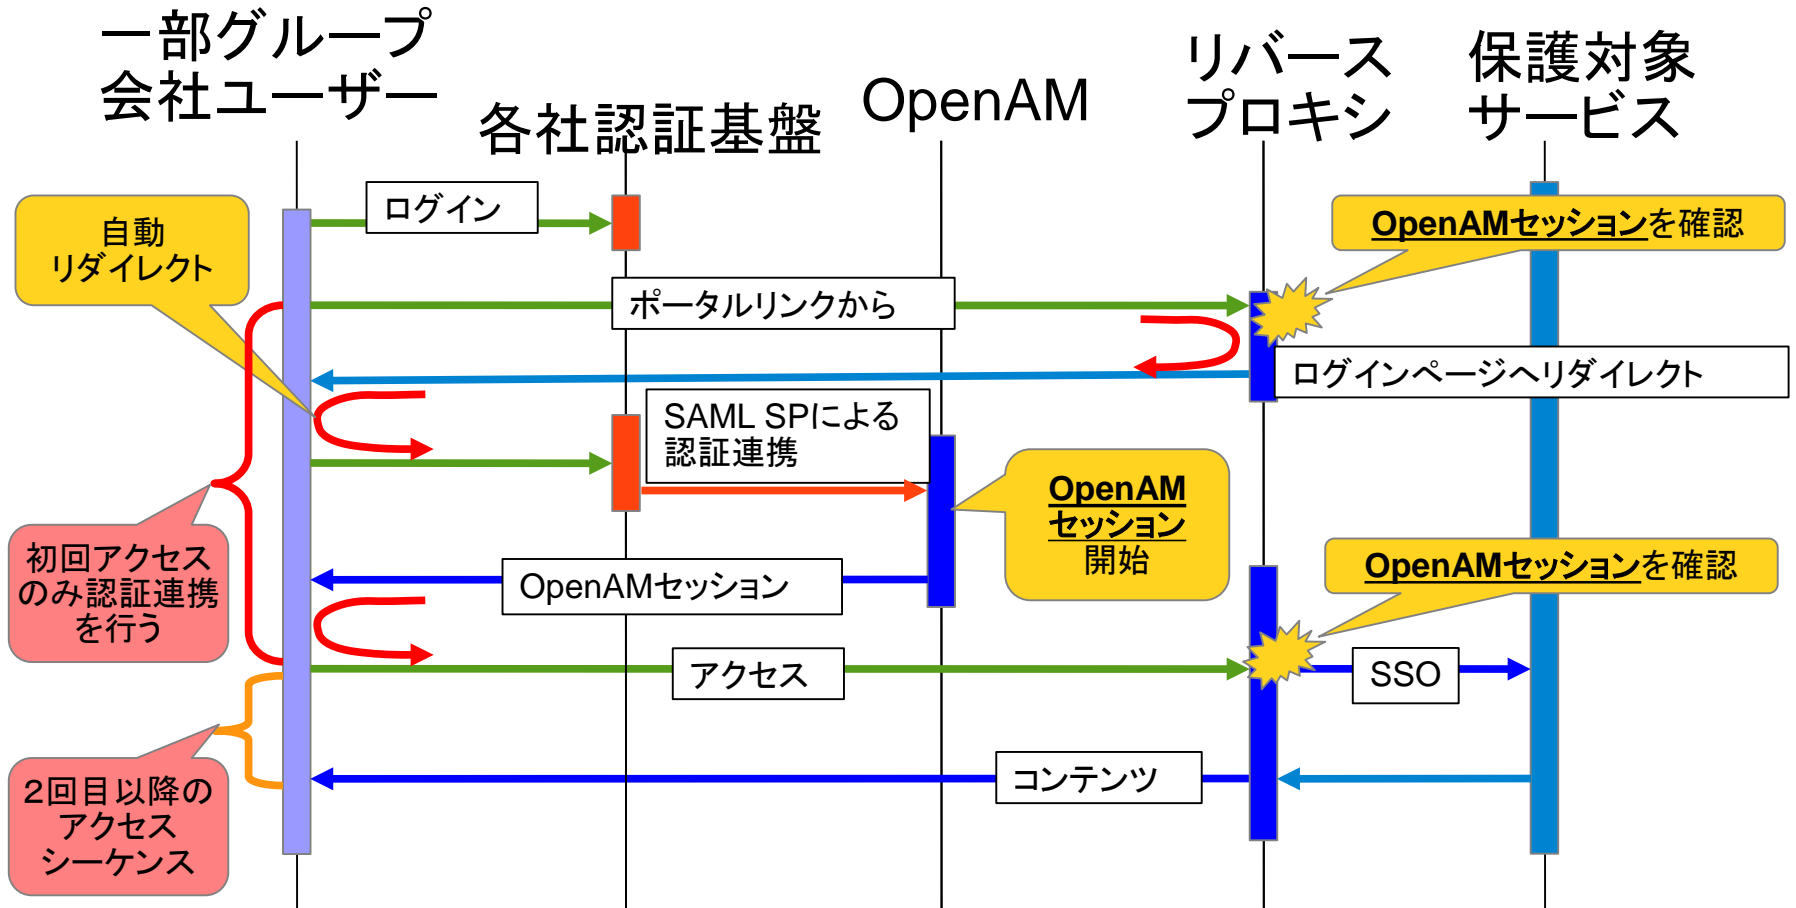 一部グループ
会社ユーザー
各社認証基盤
OpenAM
リバース
プロキシ
保護対象
サービス
自動
リダイレクト
ログイン
OpenAMセッションを確認
ポータルリンクから
ログインページへリダイレクト
SAML SPによる
認証連携
OpenAM
セッション
開始
初回アクセス
のみ認証連携
を行う
OpenAMセッション
OpenAMセッションを確認
アクセス
SSO
2回目以降の
アクセス
シーケンス
コンテンツ